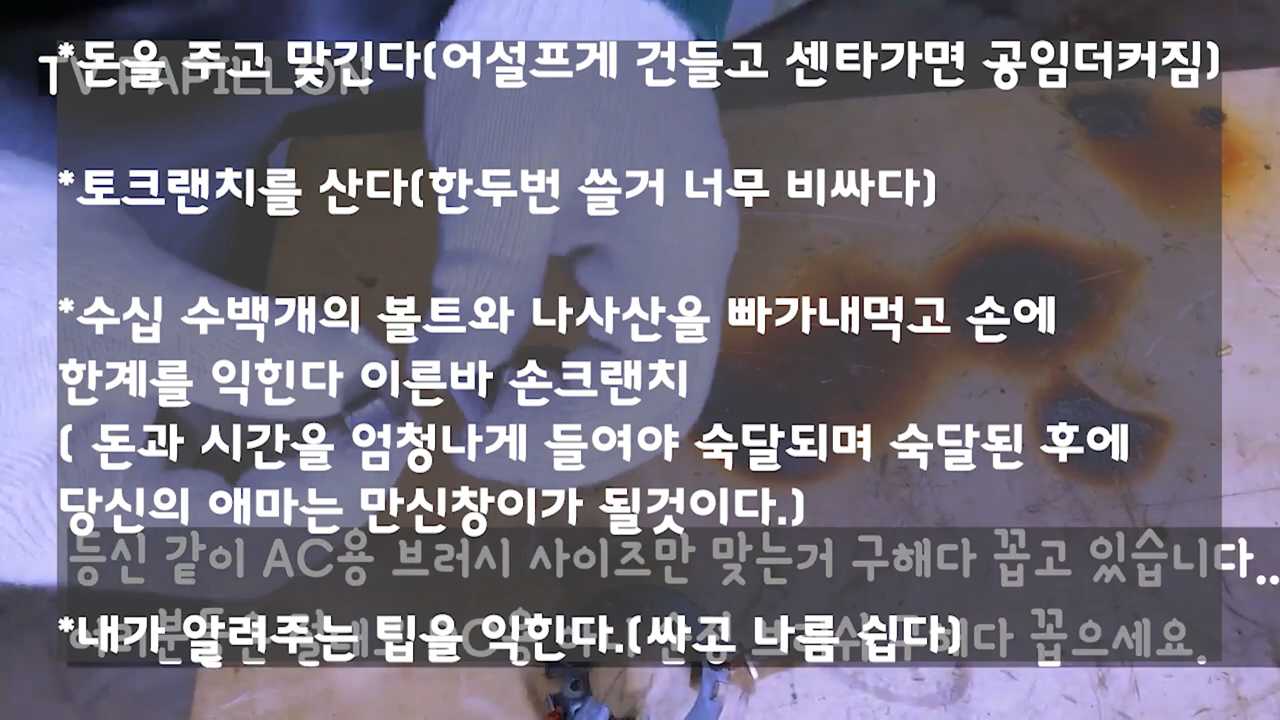 *돈을 주고 맞긴다(어설프게 건들고 센타가면 공임더커짐)
TV PAPILLON
*토크랜치를 산다(한두번 쓸거 너무 비싸다)
*수십 수백개의 볼트와 나사산을 빠가내먹고 손에
한계를 익힌다 이른바 손크랜치
( 돈과 시간을 엄청나게 들여야 숙달되며 숙달된 후에
당신의 애마는 만신창이가 될것이다.)
등신 같이 AC용 브러시 사이즈만 맞는거 구해다 꼽고 있습니다..
*내가 알려주는 팁을 익힌다.(싸고 나름 쉽다)
꼽으세요.